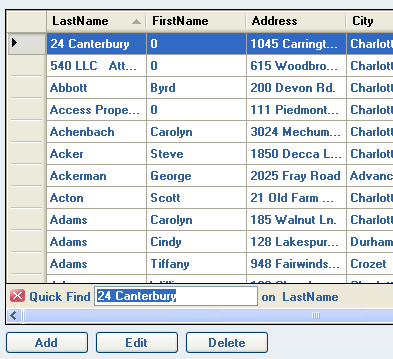 LastName FirstName Address City
24 Canterbury 0 1045 Carringt... Charlott
540 LLC Att... 0 615 Woodbro... Charlott
Abbott Byrd 200 Devon Rd. Charlott
Access Prope... 0 111 Piedmont... Charlott
Achenbach Carolyn 3024 Mechum... Charlott
Acker Steve 1850 Decca L... Charlott
Ackerman George 2025 Fray Road Advanc
Acton Scott 21 Old Farm ... Charlott
Adams Carolyn 185 Walnut Ln. Charlott
Adams Cindy 128 Lakespur... Durham
Adams Tiffany 948 Fairwinds... Crozet
Quick Find 24 Canterbury on LastName
Add Edit Delete